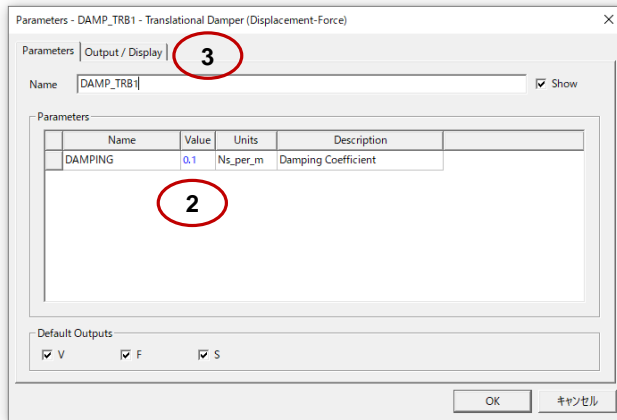 Parameters - DAMP_TRB1 - Translational Damper (Displacement-Force)
Parameters Output / Display
3
Name DAMP_TRB1 Show
Parameters
Name Value Units Description
DAMPING 0.1 Ns_per_m Damping Coefficient
2
Default Outputs
V F S
OK キャンセル